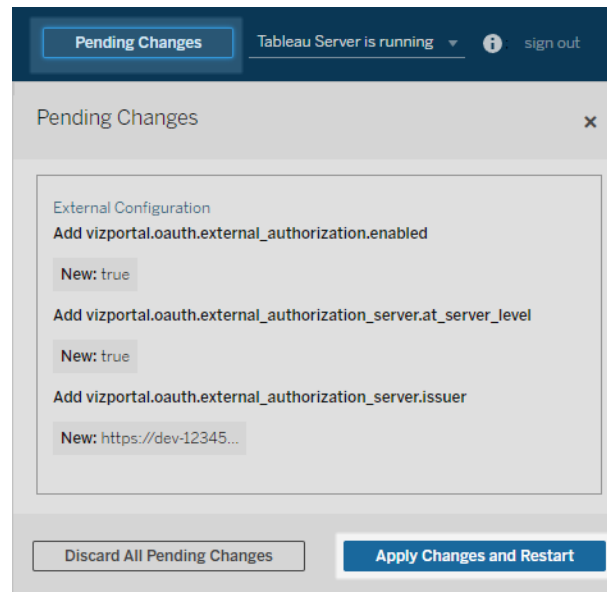 Pending Changes
Tableau Server is running
sign out
Pending Changes
External Configuration
Add vizportal.oauth.external_authorization.enabled
New: true
Add vizportal.oauth.external_authorization_server.at_server_level
New: true
Add vizportal.oauth.external_authorization_server.issuer
New: https://dev-12345...
Discard All Pending Changes
Apply Changes and Restart